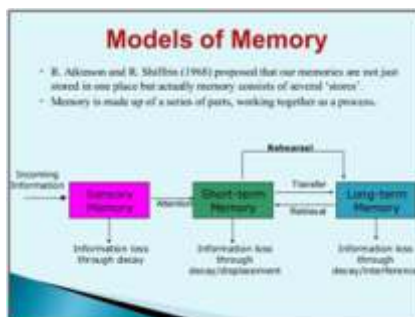 Models of Memory
• R. Atkinson and R. Shiffrin (1968) proposed that our memories are not just
stored in one place but actually memory consists of several 'stores'.
• Memory is made up of a series of parts, working together as a process.
Rehearsal
Incoming
Information
Sensory
Memory
Attention
Short-term
Memory
Transfer
Retrieval
Long-term
Memory
Information loss
through decay
Information loss
through
decay/displacement
Information loss
through
decay/interference